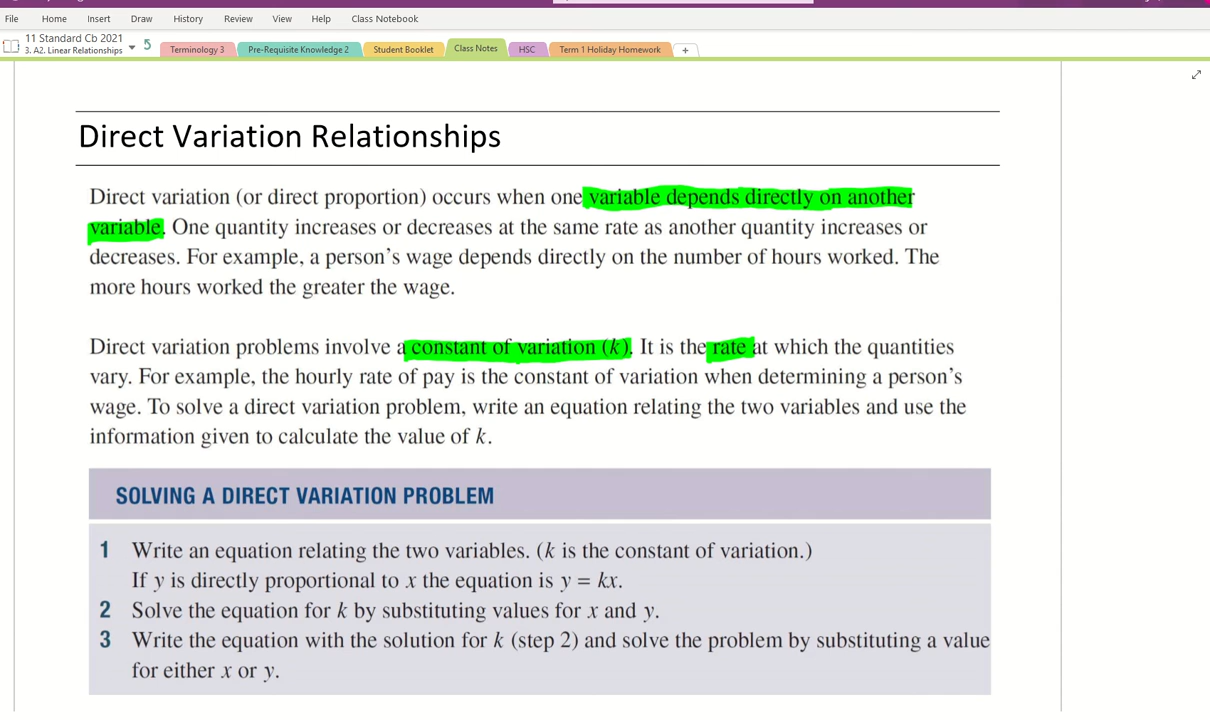 File Home Insert Draw History Review View Help Class Notebook
11 Standard Cb 2021
3. A2. Linear Relationships
5 Terminology 3 Pre-Requisite Knowledge 2 Student Booklet Class Notes HSC Term 1 Holiday Homework +
Direct Variation Relationships
Direct variation (or direct proportion) occurs when one variable depends directly on another
variable. One quantity increases or decreases at the same rate as another quantity increases or
decreases. For example, a person's wage depends directly on the number of hours worked. The
more hours worked the greater the wage.
Direct variation problems involve a constant of variation (k). It is the rate at which the quantities
vary. For example, the hourly rate of pay is the constant of variation when determining a person's
wage. To solve a direct variation problem, write an equation relating the two variables and use the
information given to calculate the value of k.
SOLVING A DIRECT VARIATION PROBLEM
1 Write an equation relating the two variables. (k is the constant of variation.)
If y is directly proportional to x the equation is y = kx.
2 Solve the equation for k by substituting values for x and y.
3 Write the equation with the solution for k (step 2) and solve the problem by substituting a value
for either x or y.